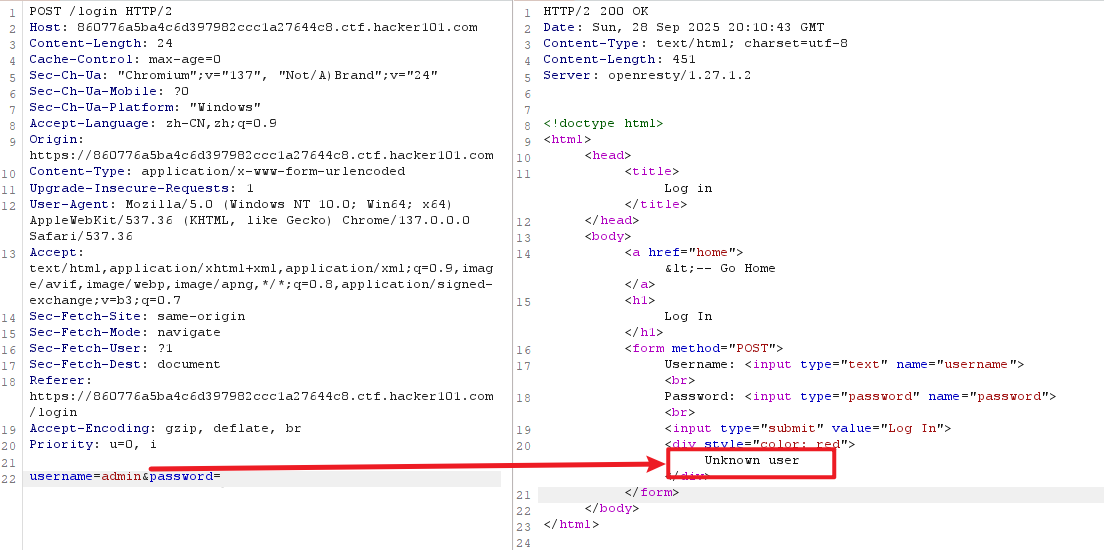 1 POST /login HTTP/2
2 Host: 860776a5ba4c6d397982ccc1a27644c8.ctf.hacker101.com
3 Content-Length: 24
4 Cache-Control: max-age=0
5 Sec-Ch-Ua: "Chromium";v="137", "Not/A)Brand";v="24"
6 Sec-Ch-Ua-Mobile: ?0
7 Sec-Ch-Ua-Platform: "Windows"
8 Accept-Language: zh-CN,zh;q=0.9
9 Origin:
https://860776a5ba4c6d397982ccc1a27644c8.ctf.hacker101.com
10 Content-Type: application/x-www-form-urlencoded
11 Upgrade-Insecure-Requests: 1
12 User-Agent: Mozilla/5.0 (Windows NT 10.0; Win64; x64)
AppleWebKit/537.36 (KHTML, like Gecko) Chrome/137.0.0.0
Safari/537.36
13 Accept:
text/html,application/xhtml+xml,application/xml;q=0.9,imag
e/avif,image/webp,image/apng,*/*;q=0.8,application/signed-
exchange;v=b3;q=0.7
14 Sec-Fetch-Site: same-origin
15 Sec-Fetch-Mode: navigate
16 Sec-Fetch-User: ?1
17 Sec-Fetch-Dest: document
18 Referer:
https://860776a5ba4c6d397982ccc1a27644c8.ctf.hacker101.com
/login
19 Accept-Encoding: gzip, deflate, br
20 Priority: u=0, i
21
22 username=admin&password=
1 HTTP/2 200 OK
2 Date: Sun, 28 Sep 2025 20:10:43 GMT
3 Content-Type: text/html; charset=utf-8
4 Content-Length: 451
5 Server: openresty/1.27.1.2
6
7
8 <!doctype html>
9 <html>
10 <head>
11 <title>
Log in
</title>
12 </head>
13 <body>
14 <a href="home">
&lt;-- Go Home
</a>
15 <h1>
Log In
</h1>
16 <form method="POST">
17 Username: <input type="text" name="username">
<br>
18 Password: <input type="password" name="password">
<br>
19 <input type="submit" value="Log In">
20 <div style="color: red">
Unknown user
</div>
21 </form>
22 </body>
23 </html>
24